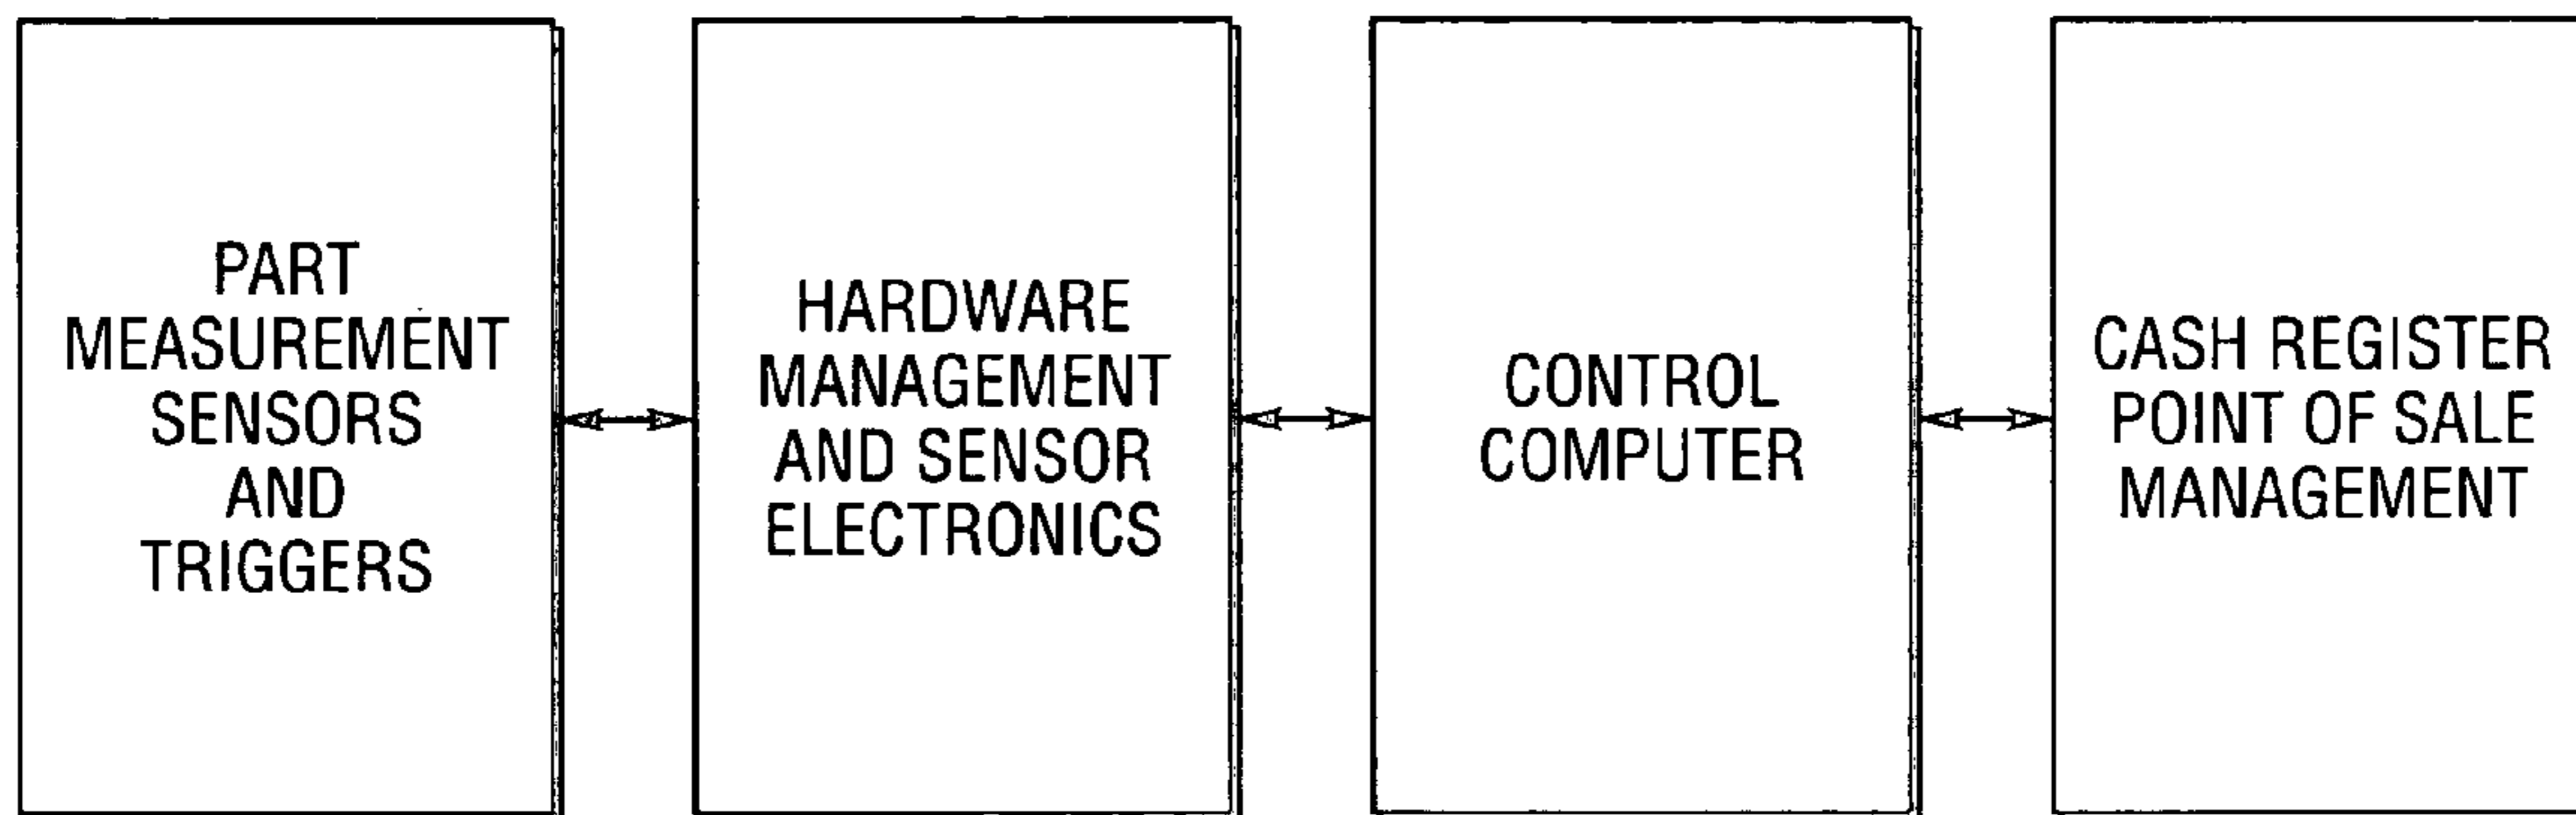 PART
MEASUREMENT
SENSORS
AND
TRIGGERS
HARDWARE
MANAGEMENT
AND SENSOR
ELECTRONICS
CONTROL
COMPUTER
CASH REGISTER
POINT OF SALE
MANAGEMENT